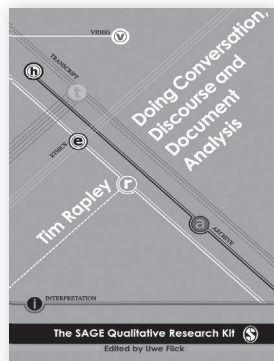 VIDEO v
h
TRANSCRIPT
t
Doing Conversation,
Discourse and
Document
Analysis
ETHICS
e
r
Tim Rapley
a
ARCHIVE
i INTERPRETATION
The SAGE Qualitative Research Kit S
Edited by Uwe Flick